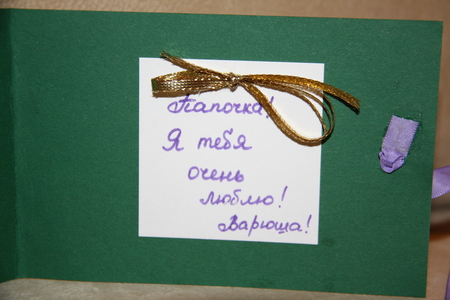 Папочка!
Я тебя
очень
люблю!
Варюша!